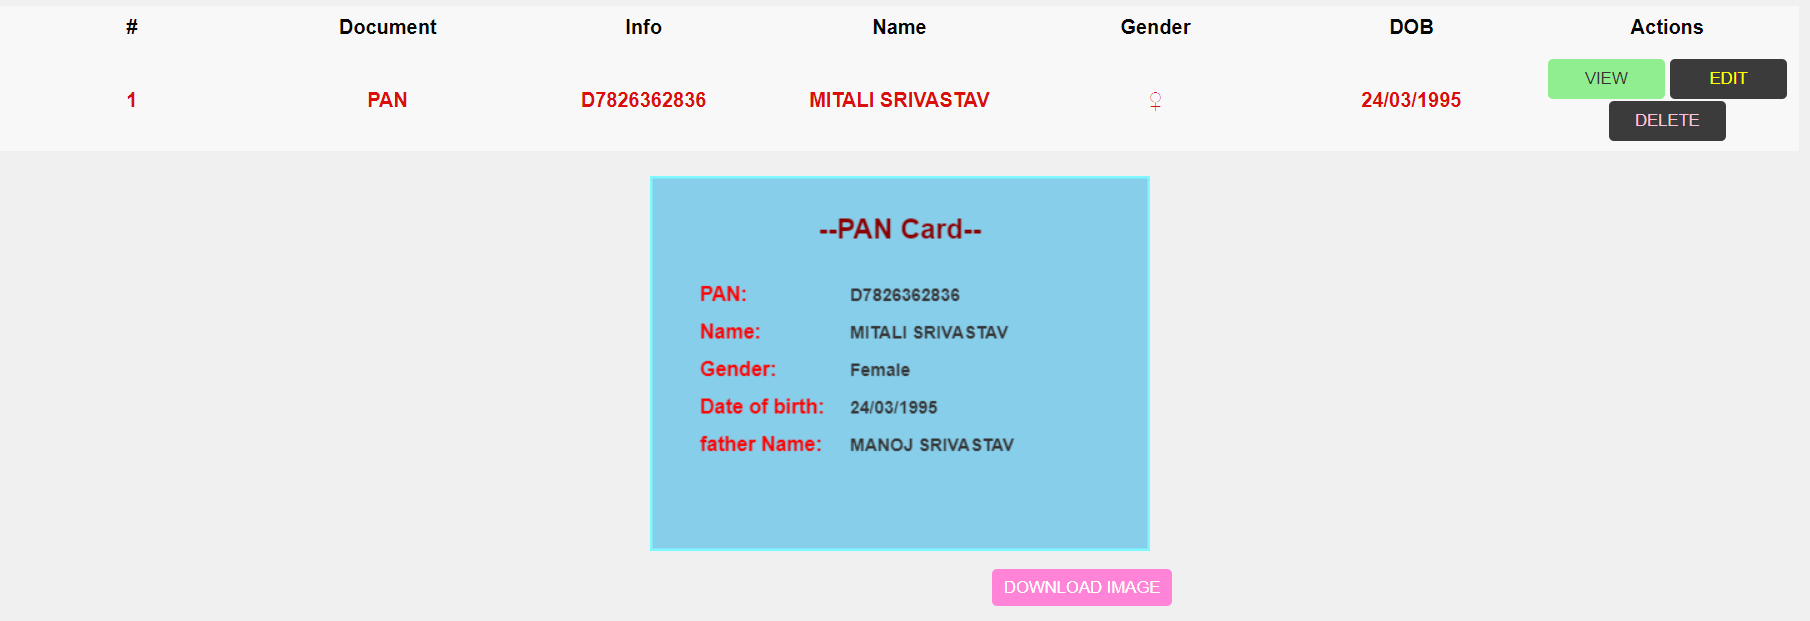 # Document Info Name Gender DOB Actions
1 PAN D7826362836 MITALI SRIVASTAV ♀ 24/03/1995 VIEW EDIT
DELETE
--PAN Card--
PAN: D7826362836
Name: MITALI SRIVASTAV
Gender: Female
Date of birth: 24/03/1995
father Name: MANOJ SRIVASTAV
DOWNLOAD IMAGE